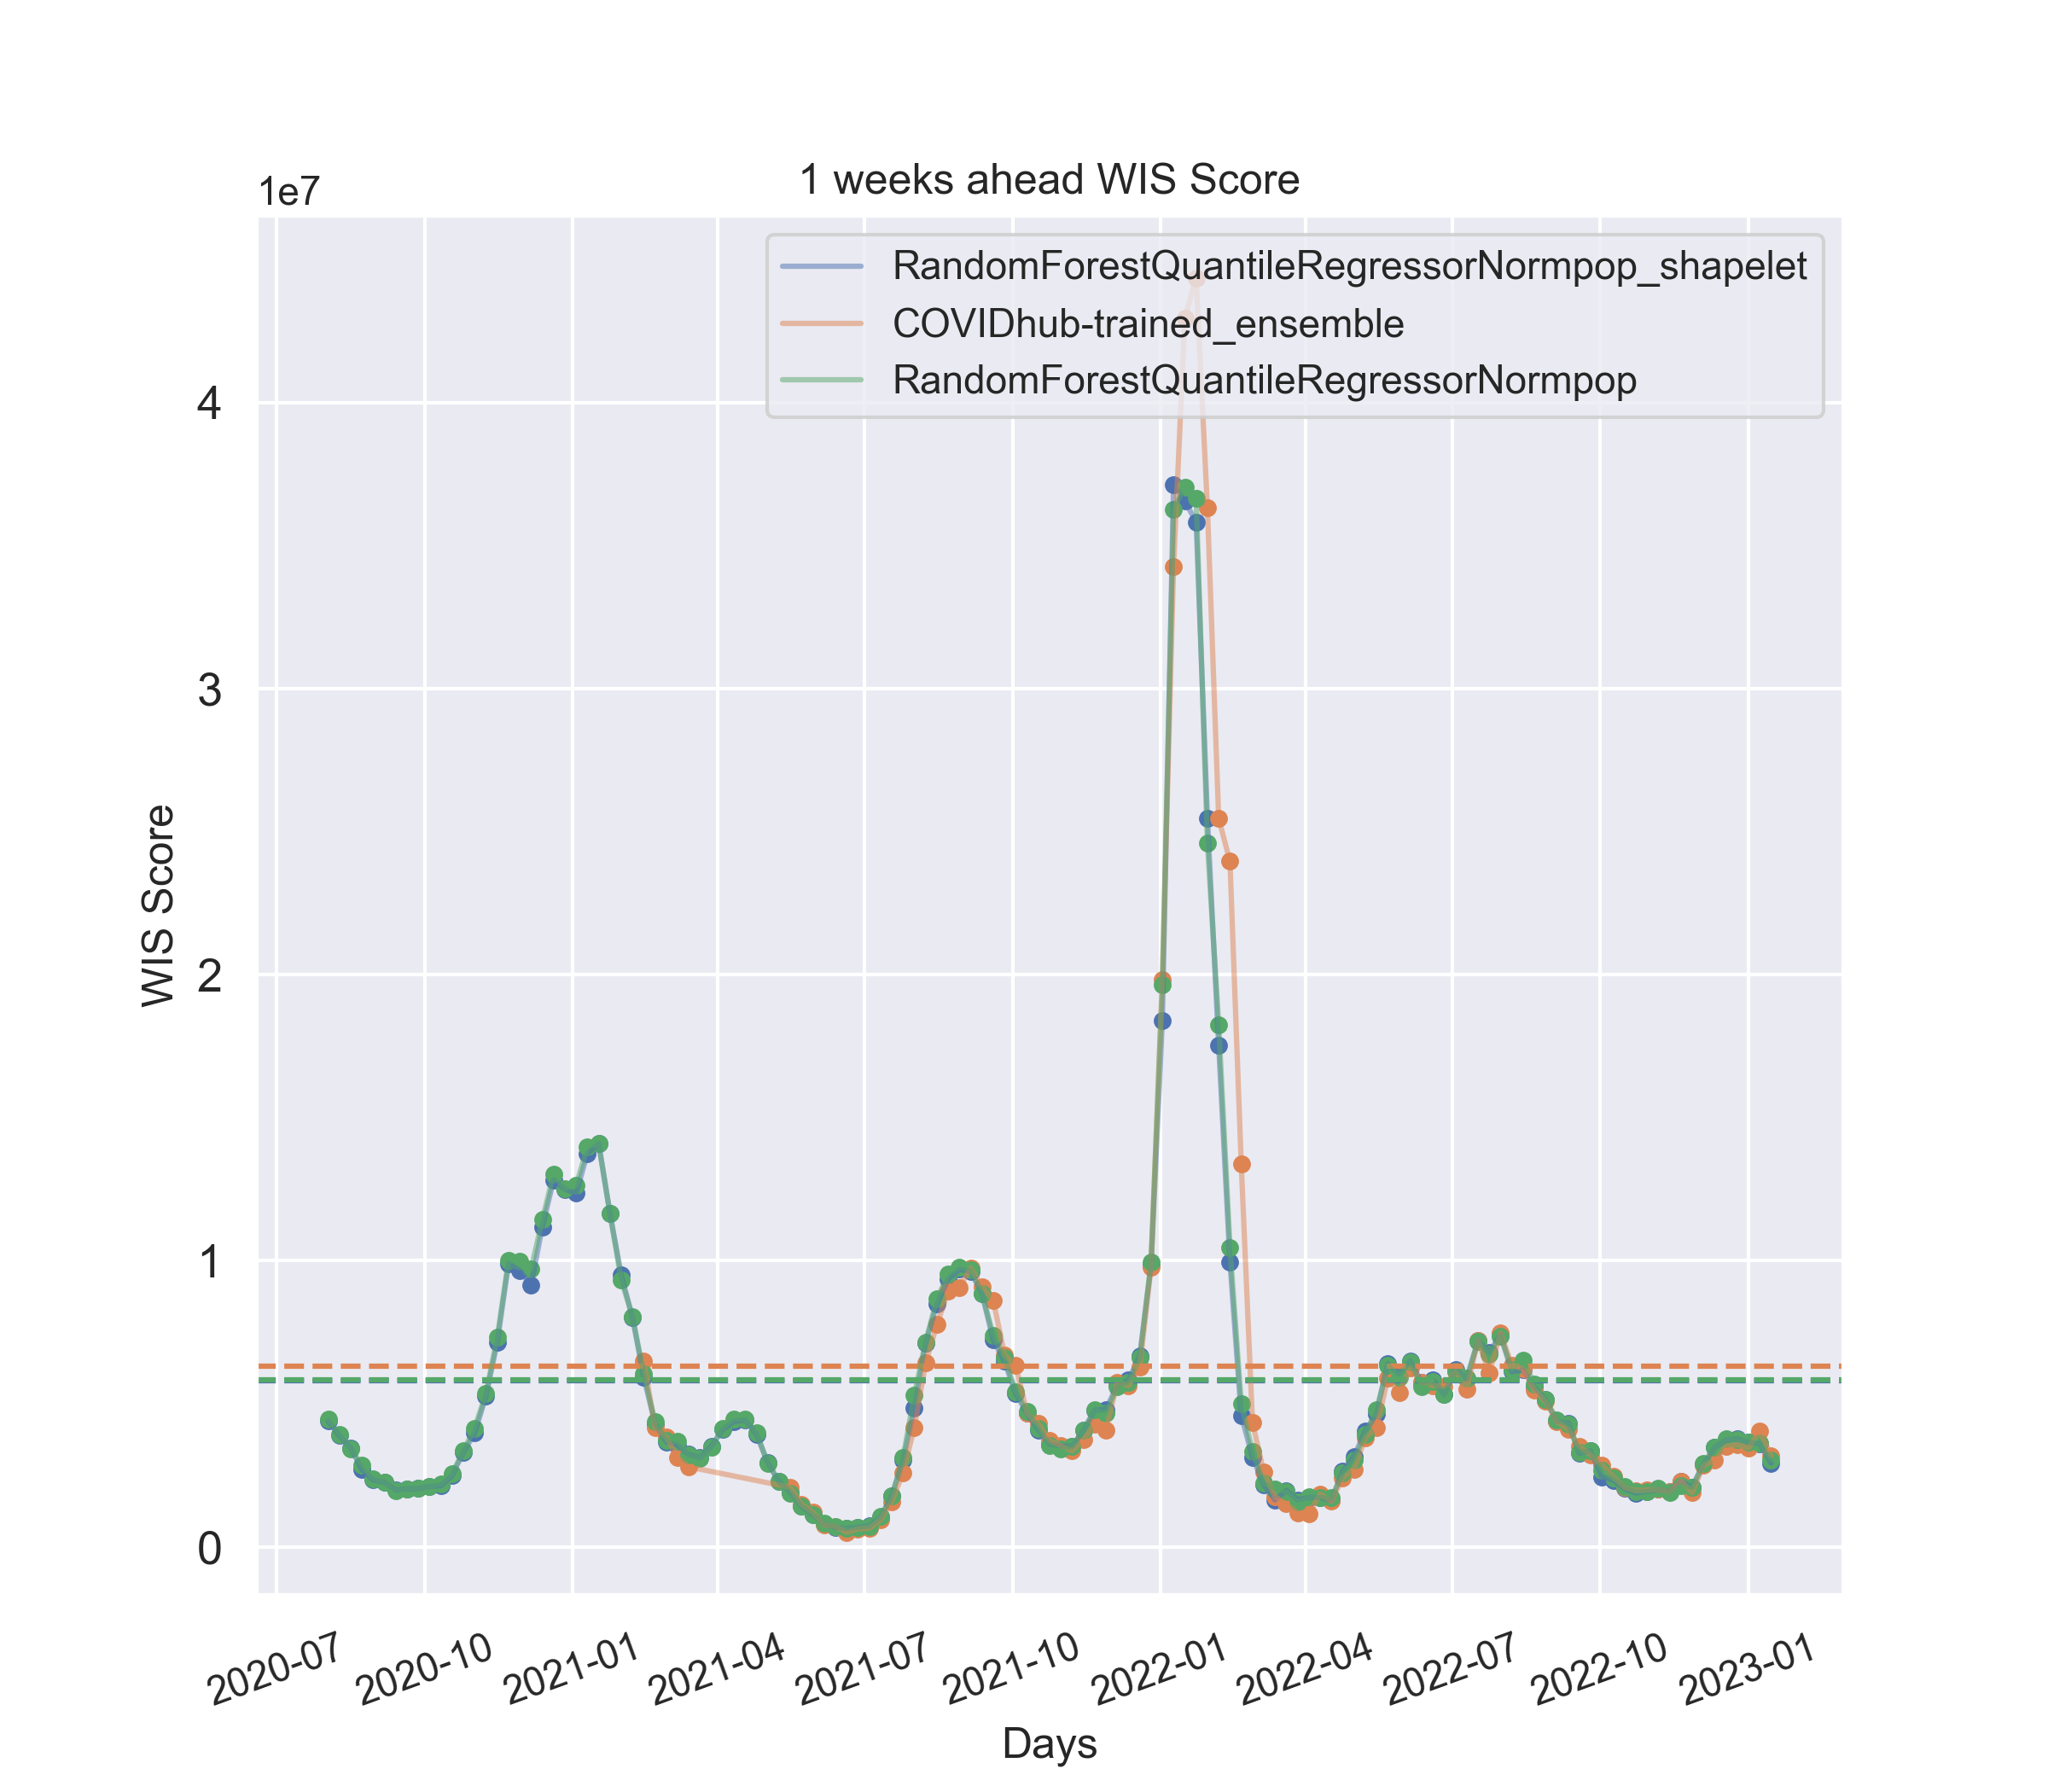 1 weeks ahead WIS Score
1e7
RandomForestQuantileRegressorNormpop_shapelet
COVIDhub-trained_ensemble
RandomForestQuantileRegressorNormpop
4
3
2
1
0
WIS Score
2020-07
2020-10
2021-01
2021-04
2021-07
2021-10
2022-01
2022-04
2022-07
2022-10
2023-01
Days